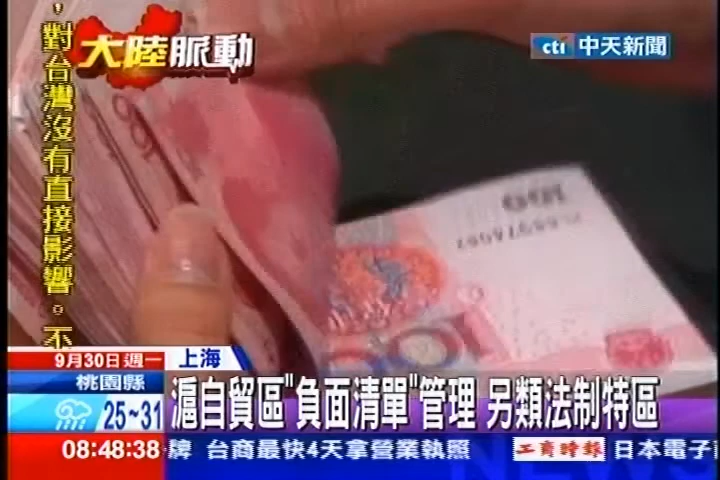 ，對台灣沒有直接影響。不
大陸脈動
cti 中天新聞
100
9月30日週一
上海
桃園縣
25~31
滬自貿區"負面清單"管理 另類法制特區
08:48:38
牌 台商最快4天拿營業執照
工商時報 日本電子